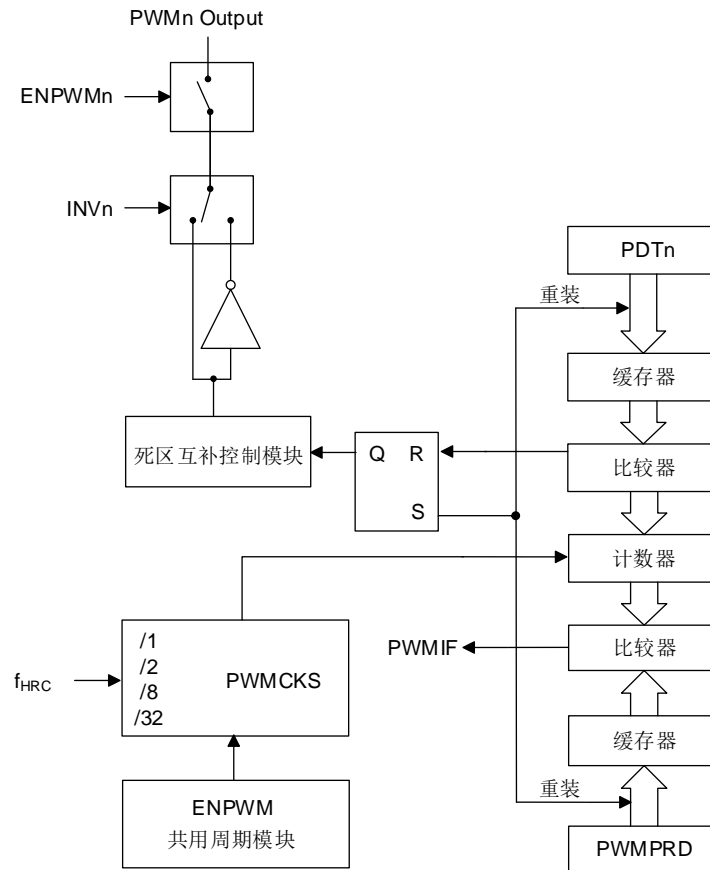 PWMn Output
ENPWMn
INVn
PDTn
重装
缓存器
死区互补控制模块
Q R
S
比较器
计数器
/1
/2
/8
/32
PWMCKS
fHRC
PWMIF
比较器
缓存器
ENPWM
共用周期模块
重装
PWMPRD